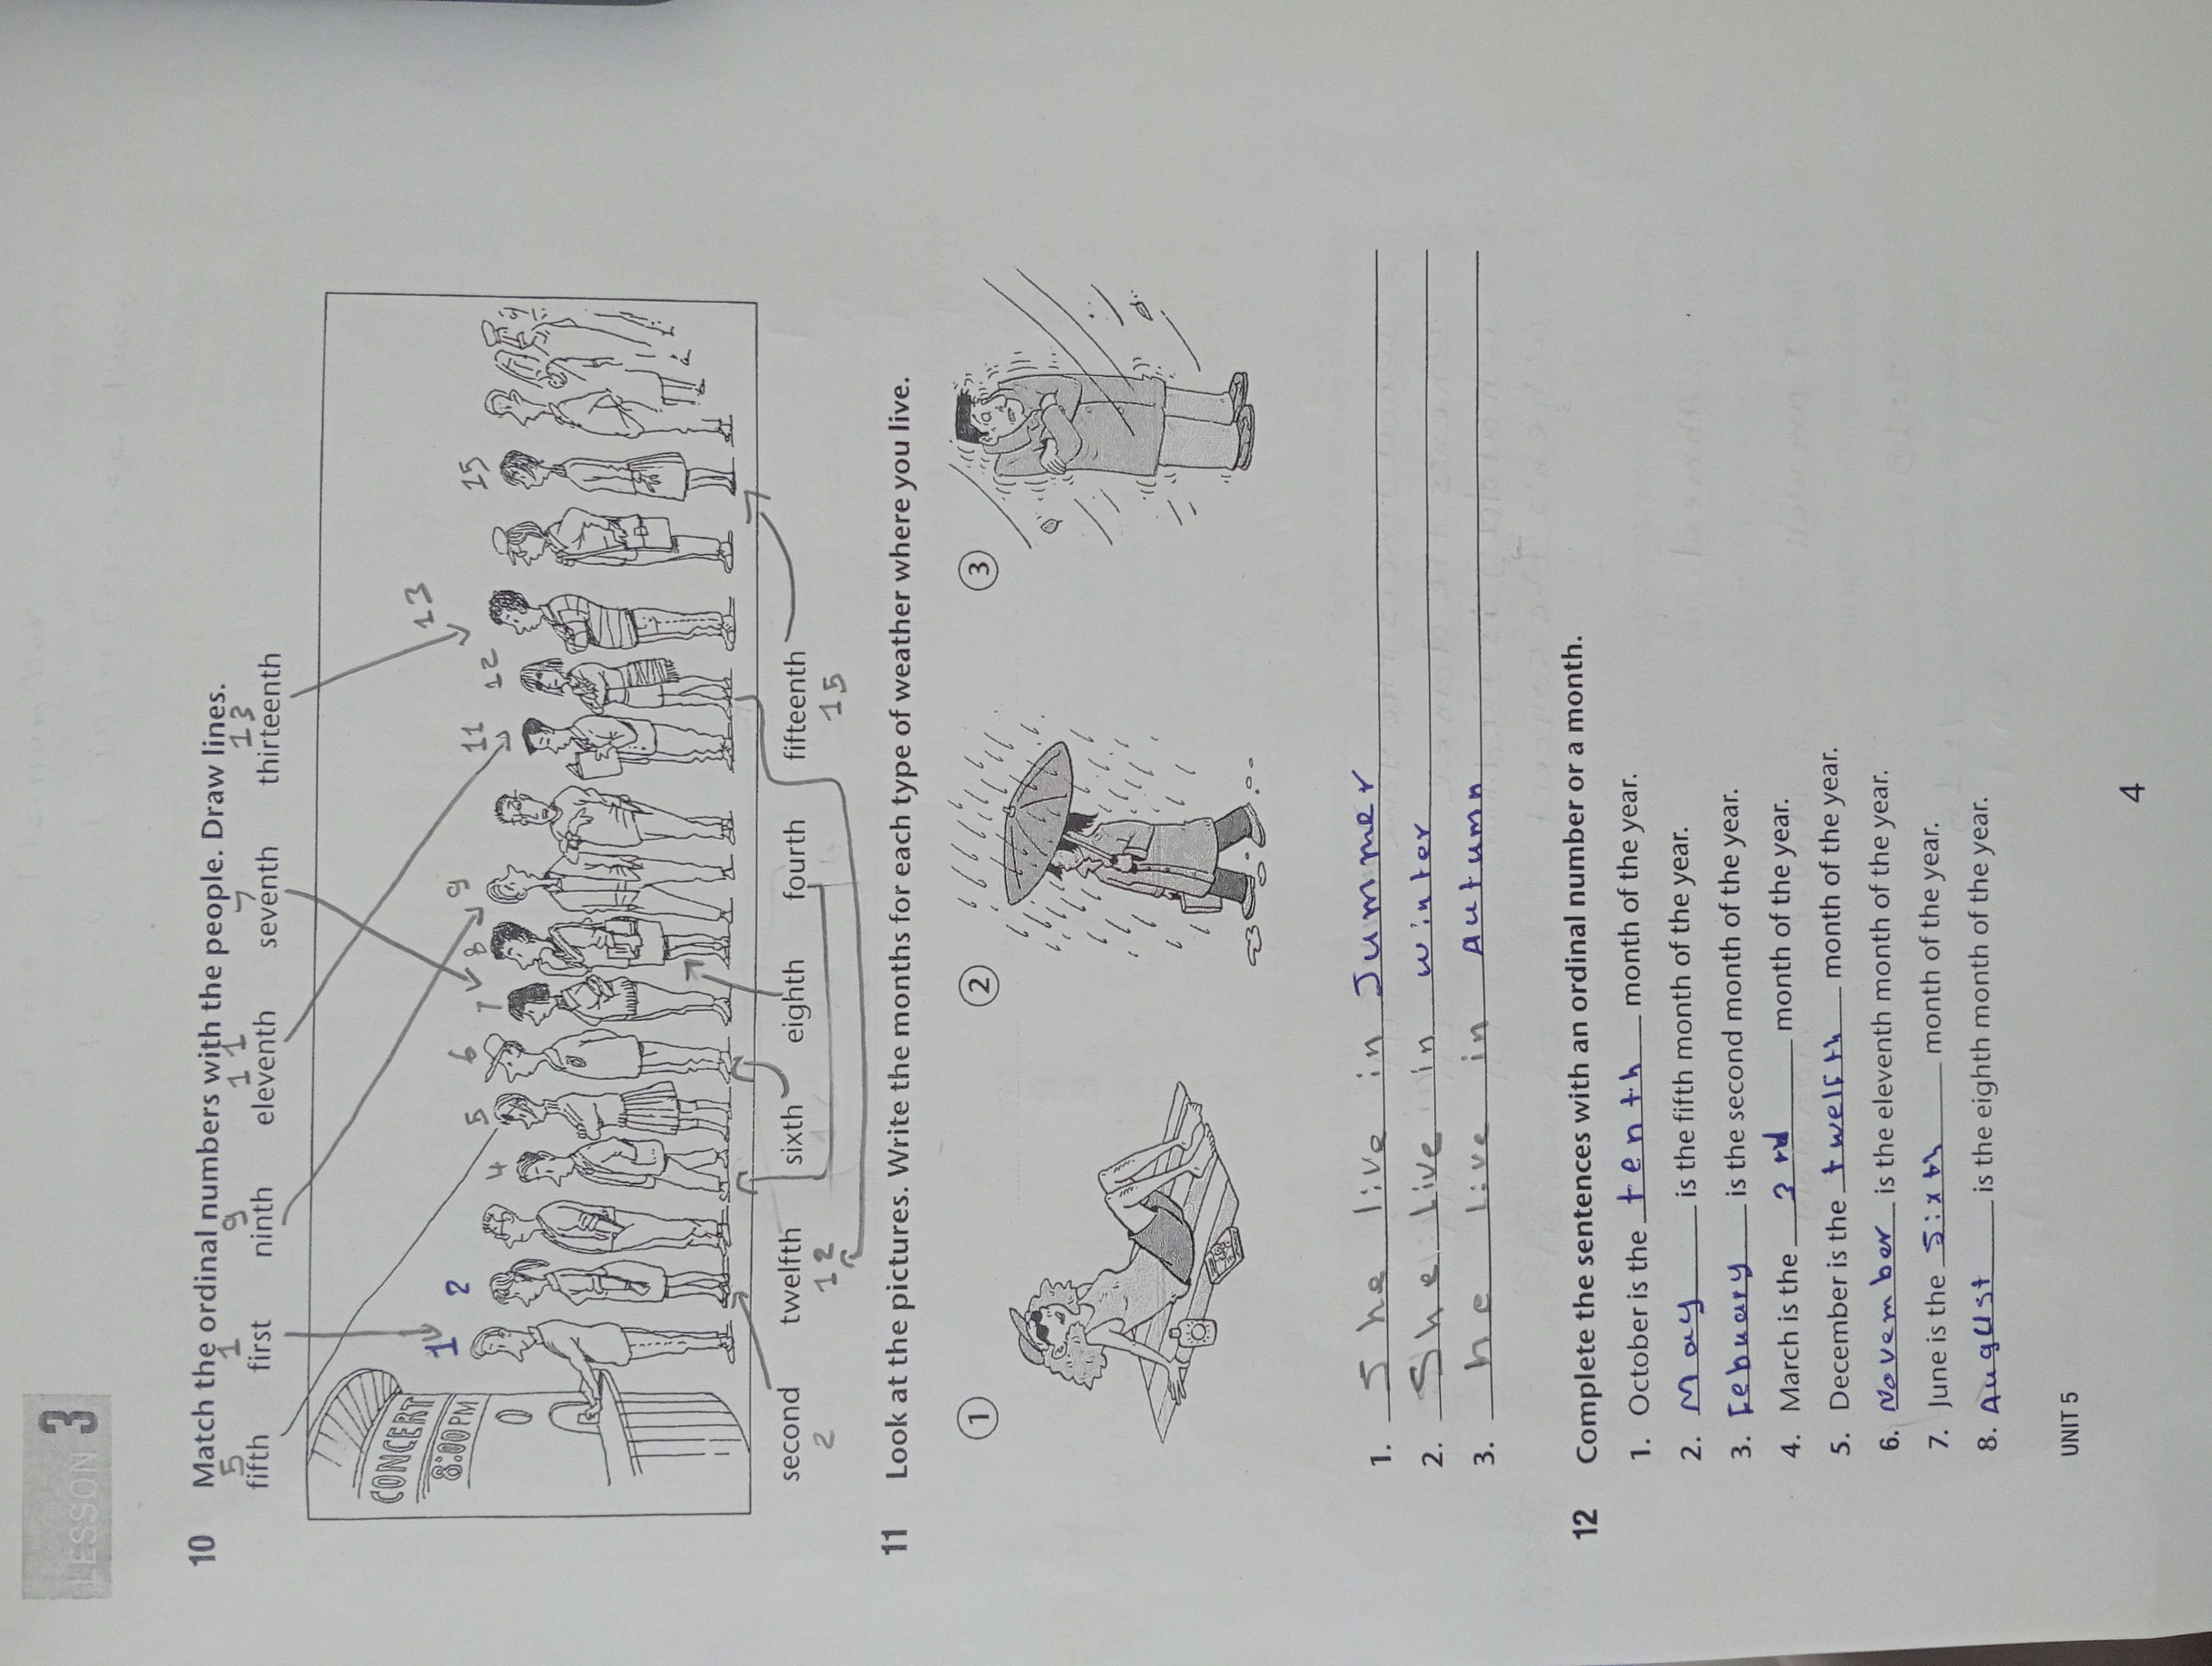 LESSON 3
10 Match the ordinal numbers with the people. Draw lines.
5 1 9 11 7 13
fifth first ninth eleventh seventh thirteenth
CONCERT
8:00 PM
1 2 4 5 6 7 8 9 11 12 13 15
second twelfth sixth eighth fourth fifteenth
2 12 15
11 Look at the pictures. Write the months for each type of weather where you live.
1 2 3
1. She live in Summer
2. She live in winter
3. he live in Autumn
12 Complete the sentences with an ordinal number or a month.
1. October is the tenth month of the year.
2. May is the fifth month of the year.
3. Febuary is the second month of the year.
4. March is the 3rd month of the year.
5. December is the twelfth month of the year.
6. November is the eleventh month of the year.
7. June is the sixth month of the year.
8. August is the eighth month of the year.
UNIT 5
4